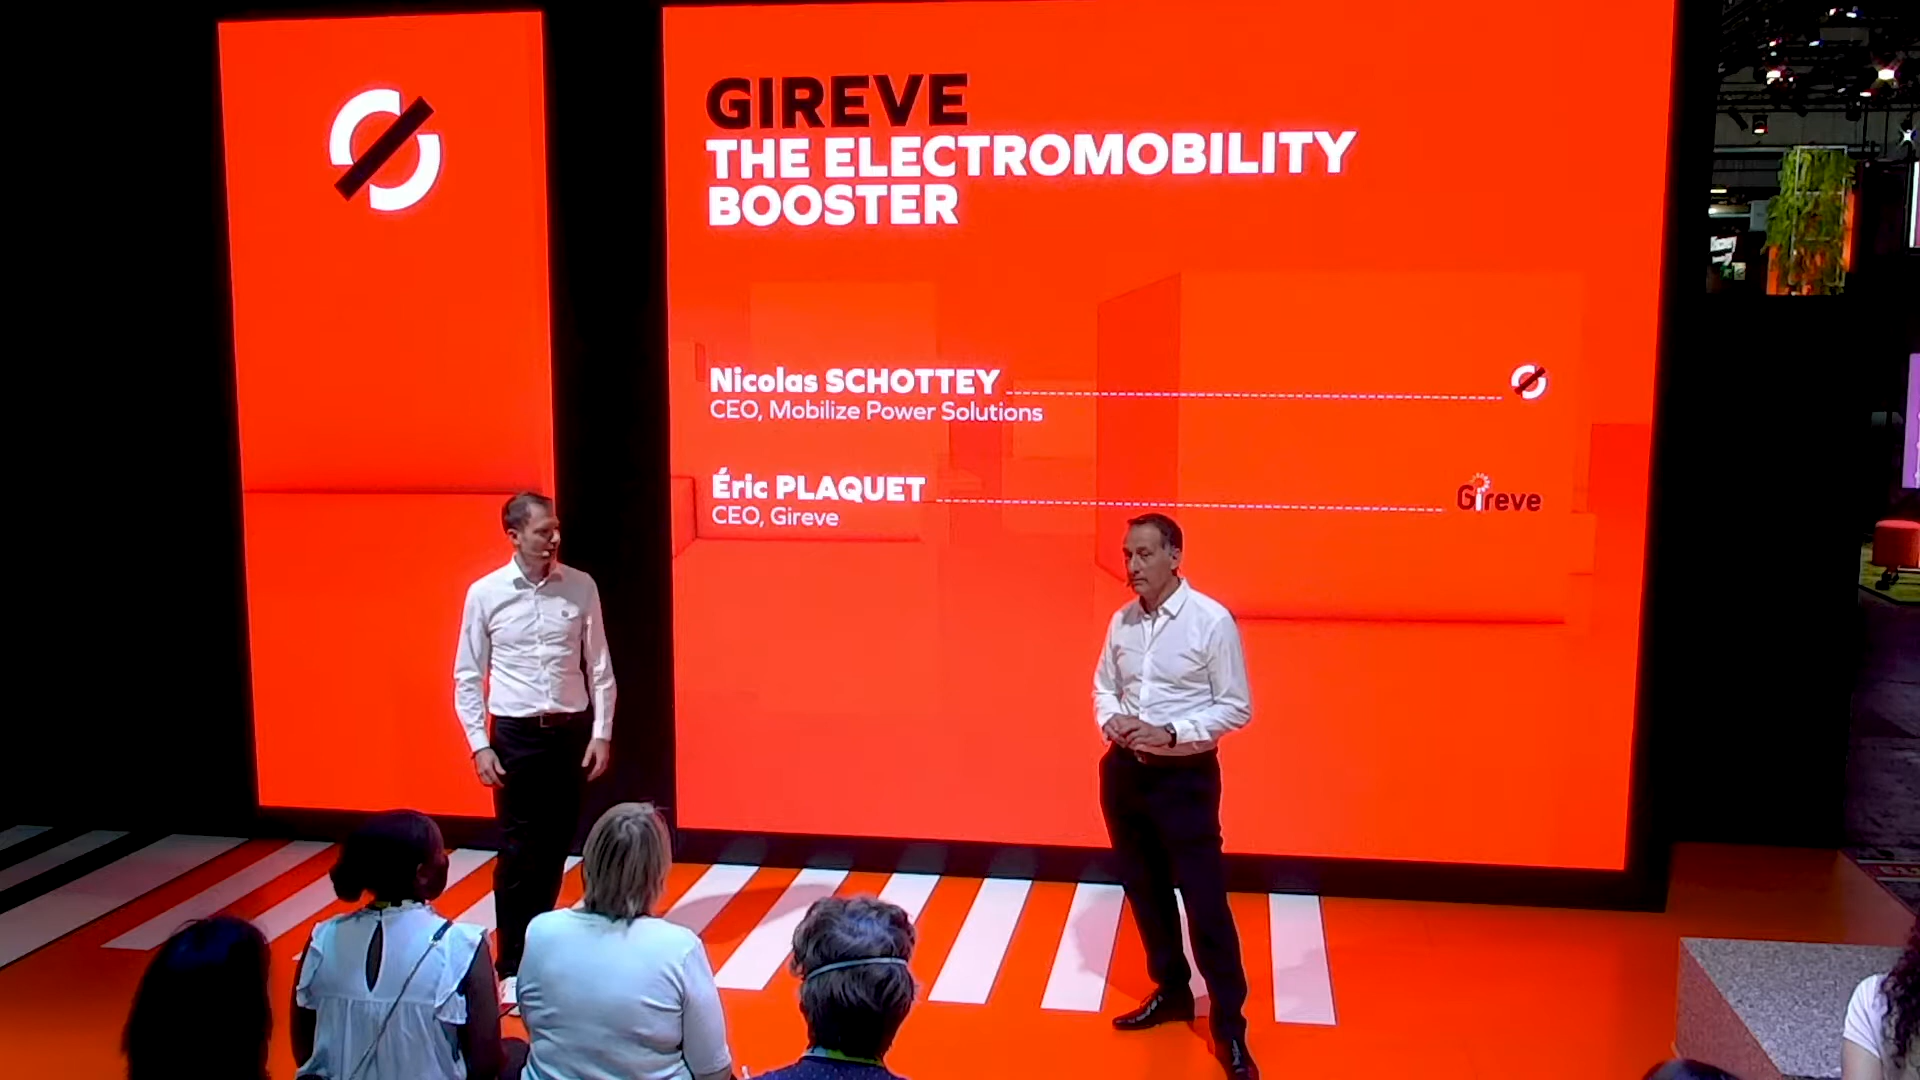 GIREVE
THE ELECTROMOBILITY
BOOSTER
Nicolas SCHOTTEY
CEO, Mobilize Power Solutions
Éric PLAQUET
CEO, Gireve
Gireve